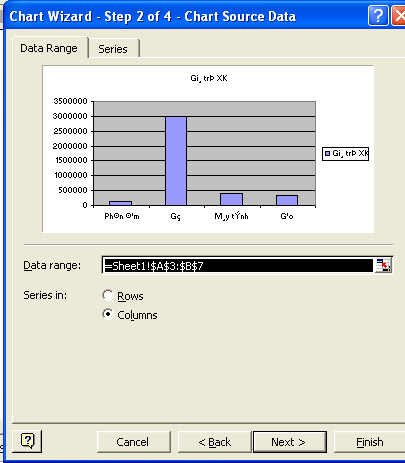 Chart Wizard - Step 2 of 4 - Chart Source Data
Data Range
Series
Gi¸ trÞ XK
3500000
3000000
2500000
2000000
1500000
1000000
500000
0
Ph©n ®¹m
Gç
M¸y tÝnh
G¹o
Gi¸ trÞ XK
Data range:
=Sheet1!$A$3:$B$7
Series in:
Rows
Columns
Cancel
< Back
Next >
Finish